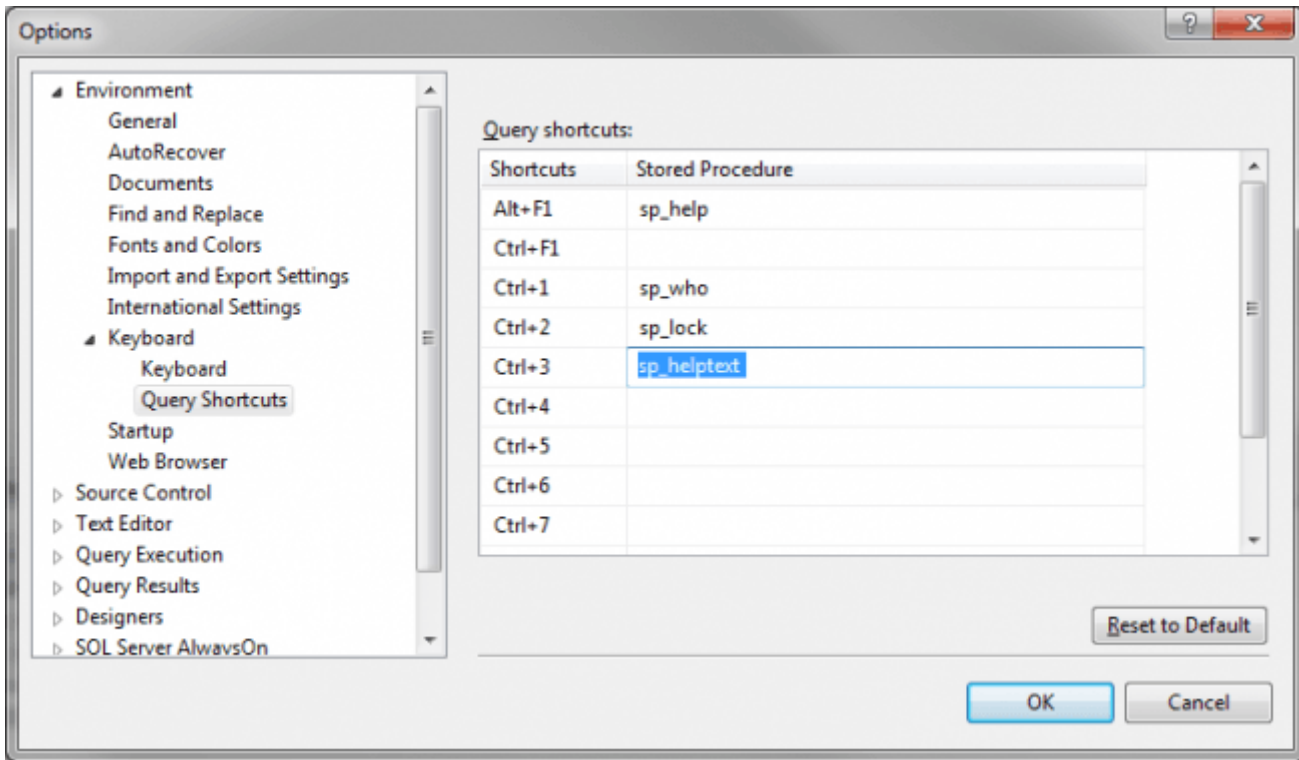 Options
Environment
General
AutoRecover
Documents
Find and Replace
Fonts and Colors
Import and Export Settings
International Settings
Keyboard
Keyboard
Query Shortcuts
Startup
Web Browser
Source Control
Text Editor
Query Execution
Query Results
Designers
SQL Server AlwaysOn
Query shortcuts:
Shortcuts Stored Procedure
Alt+F1 sp_help
Ctrl+F1
Ctrl+1 sp_who
Ctrl+2 sp_lock
Ctrl+3 sp_helptext
Ctrl+4
Ctrl+5
Ctrl+6
Ctrl+7
Reset to Default
OK Cancel